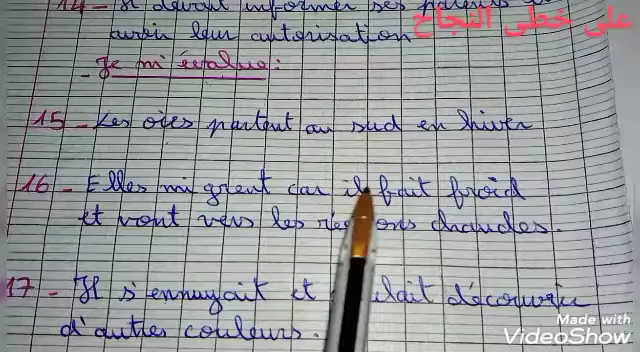 14 - Il devait informer ses parents
avoir leur autorisation
على خطى النجاح
- Je m'évalue :
15 - Les oies partent au sud en hiver
16 - Elles migrent car il fait froid
et vont vers les régions chaudes.
17 - Il s'ennuyait et découvrir
d'autres couleurs.
Made with
VideoShow